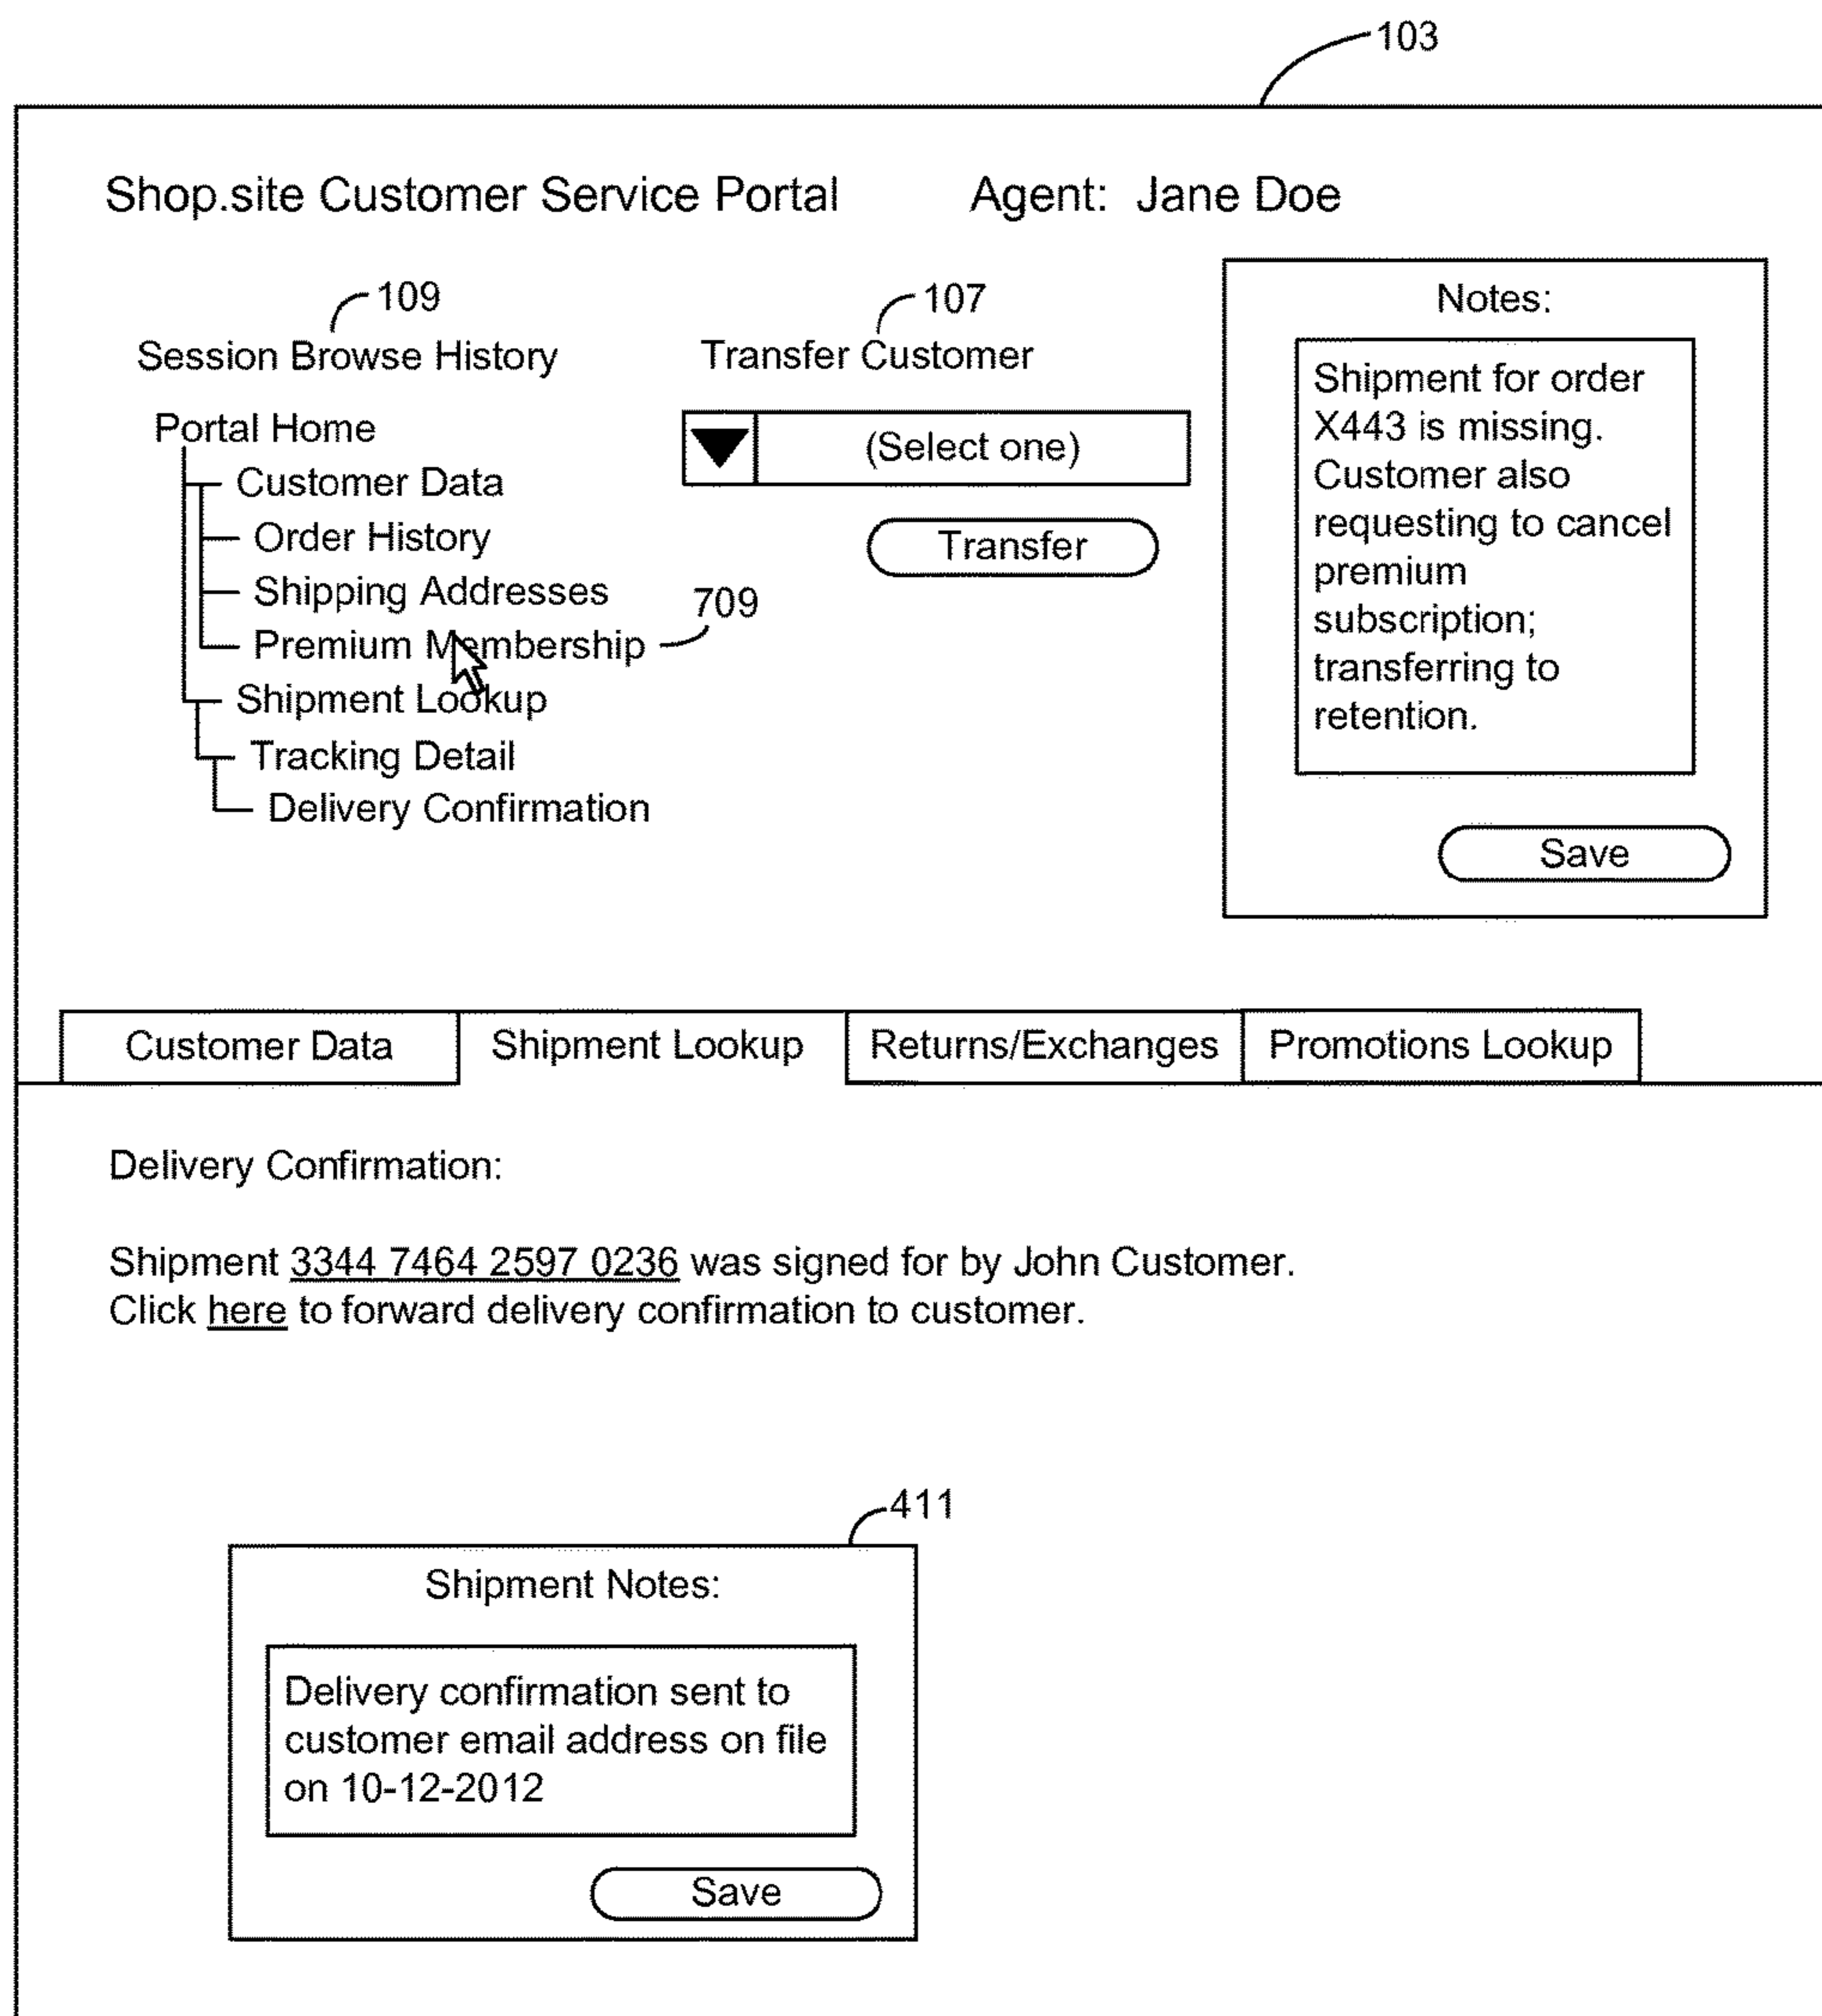 103
Shop.site Customer Service Portal
Agent: Jane Doe
109
Session Browse History
Portal Home
Customer Data
Order History
Shipping Addresses
Premium Membership
709
Shipment Lookup
Tracking Detail
Delivery Confirmation
107
Transfer Customer
(Select one)
Transfer
Notes:
Shipment for order
X443 is missing.
Customer also
requesting to cancel
premium
subscription;
transferring to
retention.
Save
Customer Data
Shipment Lookup
Returns/Exchanges
Promotions Lookup
Delivery Confirmation:
Shipment 3344 7464 2597 0236 was signed for by John Customer.
Click here to forward delivery confirmation to customer.
411
Shipment Notes:
Delivery confirmation sent to
customer email address on file
on 10-12-2012
Save